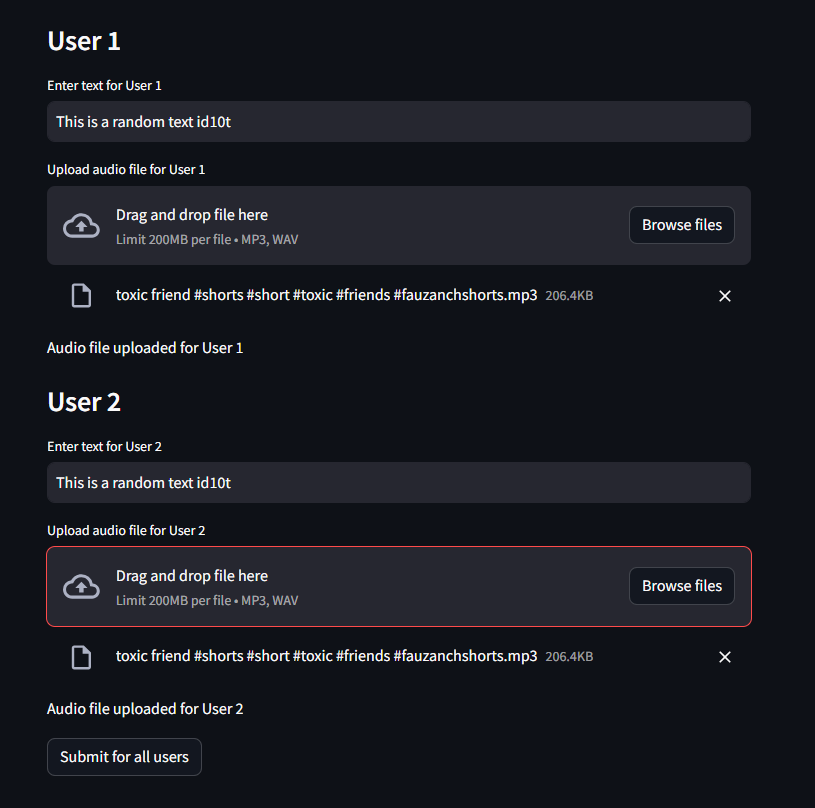 User 1
Enter text for User 1
This is a random text id10t
Upload audio file for User 1
Drag and drop file here
Limit 200MB per file • MP3, WAV
Browse files
toxic friend #shorts #short #toxic #friends #fauzanchshorts.mp3 206.4KB
Audio file uploaded for User 1
User 2
Enter text for User 2
This is a random text id10t
Upload audio file for User 2
Drag and drop file here
Limit 200MB per file • MP3, WAV
Browse files
toxic friend #shorts #short #toxic #friends #fauzanchshorts.mp3 206.4KB
Audio file uploaded for User 2
Submit for all users